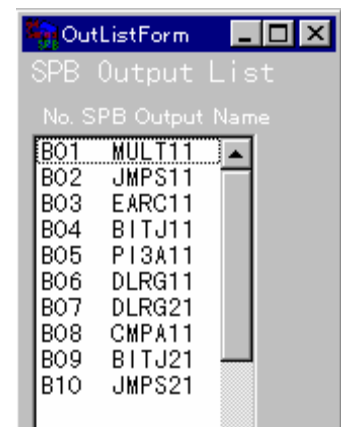 OutListForm
SPB Output List
No. SPB Output Name
B01 MULT11
B02 JMPS11
B03 EARC11
B04 BITJ11
B05 PI3A11
B06 DLRG11
B07 DLRG21
B08 CMPA11
B09 BITJ21
B10 JMPS21